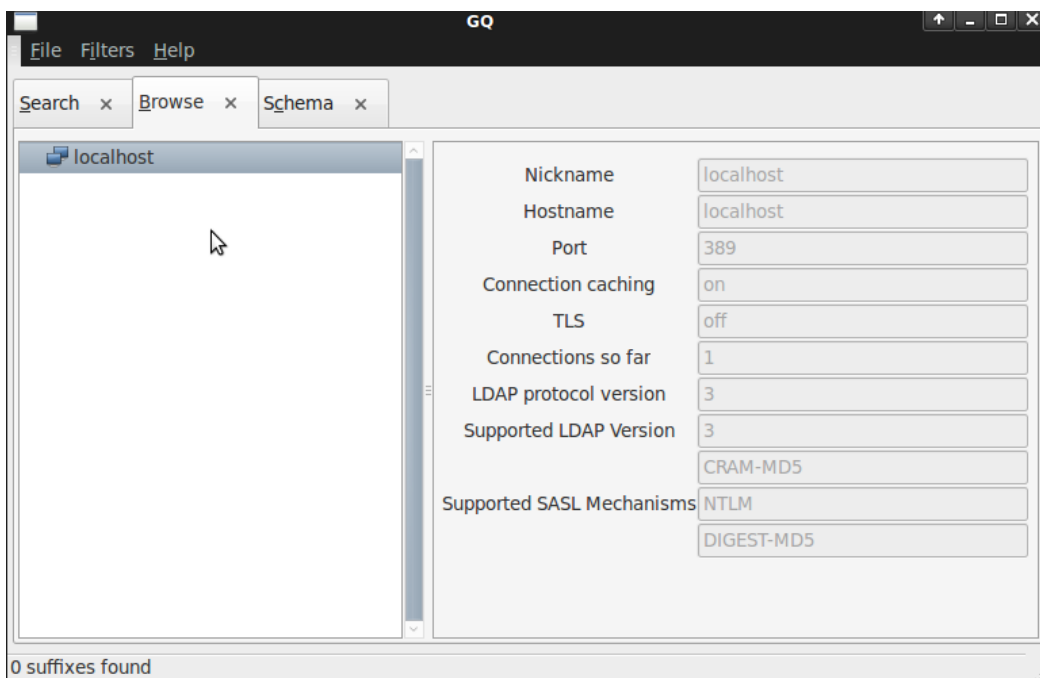 GQ
File Filters Help
Search Browse Schema
localhost
Nickname localhost
Hostname localhost
Port 389
Connection caching on
TLS off
Connections so far 1
LDAP protocol version 3
Supported LDAP Version 3
CRAM-MD5
Supported SASL Mechanisms NTLM
DIGEST-MD5
0 suffixes found